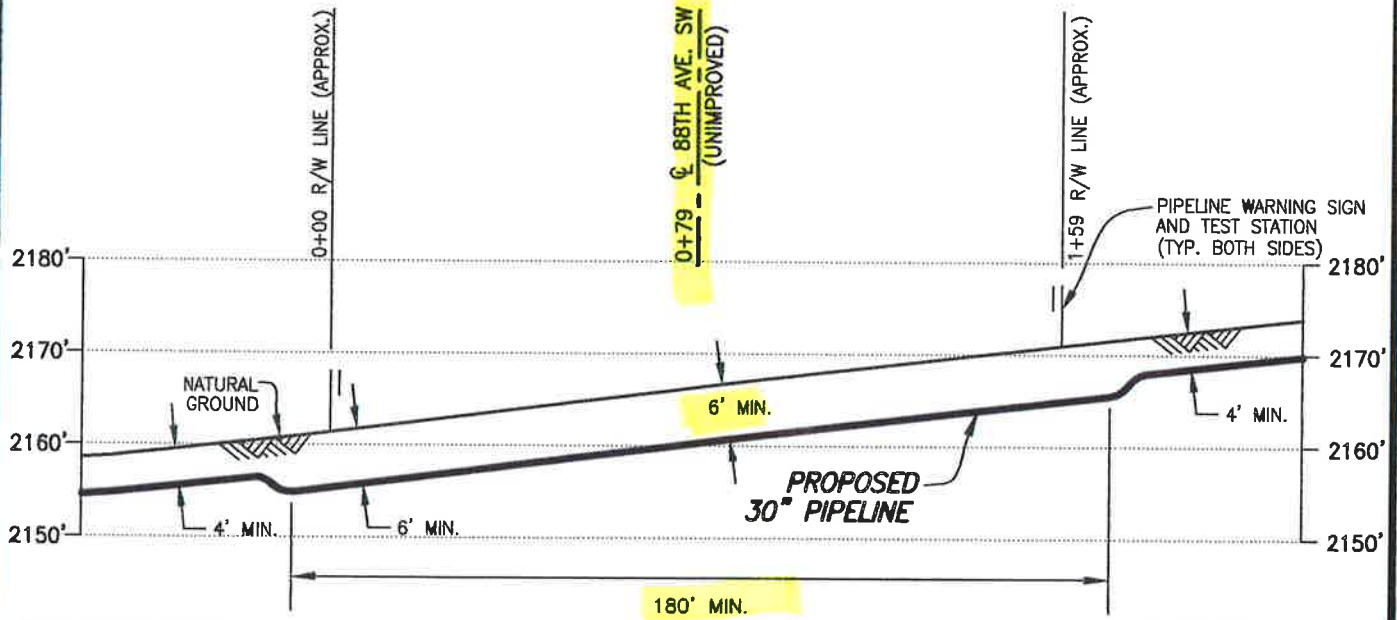 0+00 R/W LINE (APPROX.)
0+79 ℄ 88TH AVE. SW
(UNIMPROVED)
1+59 R/W LINE (APPROX.)
PIPELINE WARNING SIGN
AND TEST STATION
(TYP. BOTH SIDES)
2180'
2180'
2170'
2170'
NATURAL
GROUND
6' MIN.
4' MIN.
2160'
2160'
PROPOSED
30" PIPELINE
4' MIN.
6' MIN.
2150'
2150'
180' MIN.